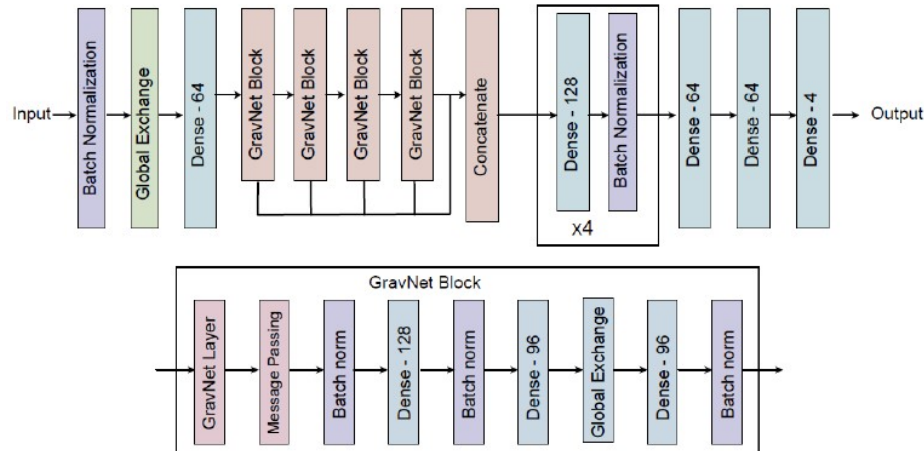 Input
Batch Normalization
Global Exchange
Dense - 64
GravNet Block
GravNet Block
GravNet Block
GravNet Block
Concatenate
Dense - 128
Batch Normalization
x4
Dense - 64
Dense - 64
Dense - 4
Output
GravNet Block
GravNet Layer
Message Passing
Batch norm
Dense - 128
Batch norm
Dense - 96
Global Exchange
Dense - 96
Batch norm